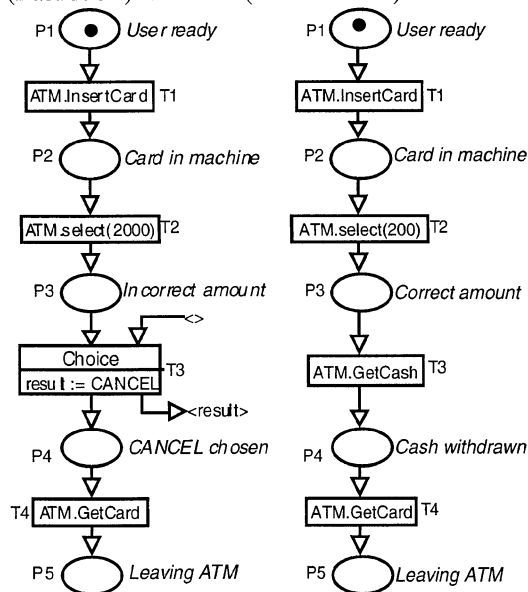 P1 User ready
ATM.InsertCard T1
P2 Card in machine
ATM.select(2000) T2
P3 Incorrect amount
<>
Choice
T3
result := CANCEL
<result>
P4 CANCEL chosen
T4 ATM.GetCard
P5 Leaving ATM
P1 User ready
ATM.InsertCard T1
P2 Card in machine
ATM.select(200) T2
P3 Correct amount
ATM.GetCash T3
P4 Cash withdrawn
ATM.GetCard T4
P5 Leaving ATM